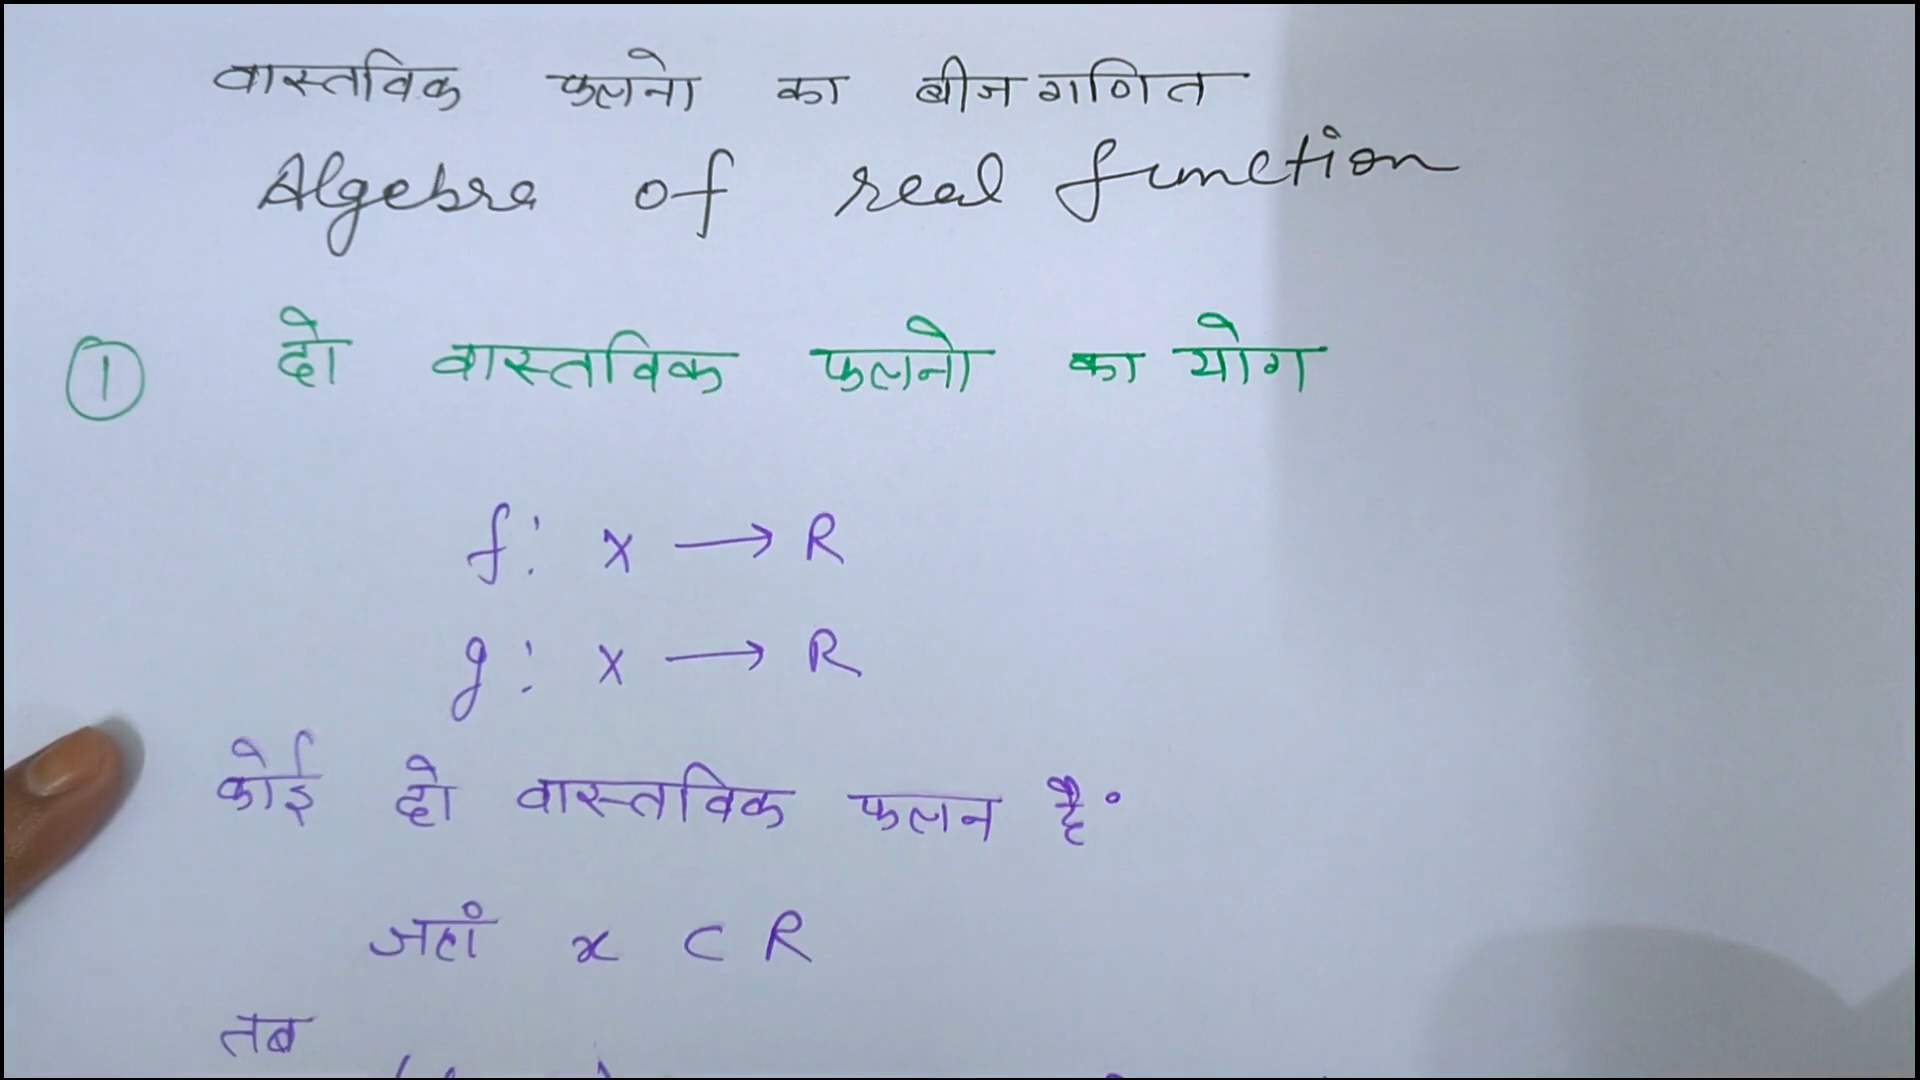 वास्तविक फलनो का बीजगणित
Algebra of real function
① दो वास्तविक फलनो का योग
f: X → R
g: X → R
कोई दो वास्तविक फलन है.
जहां x ⊂ R
तब